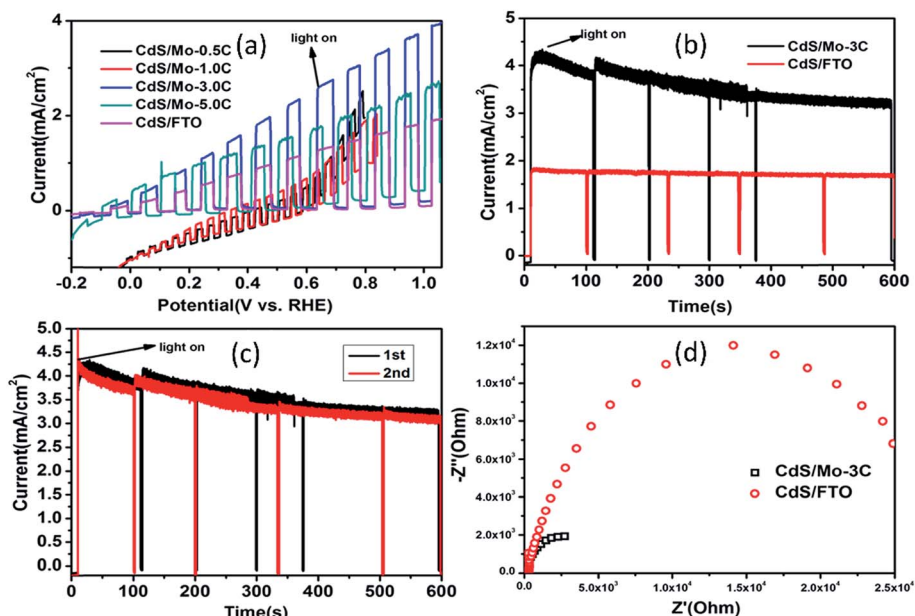 (a)
light on
CdS/Mo-0.5C
CdS/Mo-1.0C
CdS/Mo-3.0C
CdS/Mo-5.0C
CdS/FTO
Current(mA/cm²)
4
2
0
-0.2 0.0 0.2 0.4 0.6 0.8 1.0
Potential(V vs. RHE)
(b)
light on
CdS/Mo-3C
CdS/FTO
Current(mA/cm²)
5
4
3
2
1
0
0 100 200 300 400 500 600
Time(s)
(c)
light on
1st
2nd
Current(mA/cm²)
5.0
4.5
4.0
3.5
3.0
2.5
2.0
1.5
1.0
0.5
0.0
0 100 200 300 400 500 600
Time(s)
(d)
CdS/Mo-3C
CdS/FTO
-Z''(Ohm)
1.2x10⁴
1.0x10⁴
8.0x10³
6.0x10³
4.0x10³
2.0x10³
0.0
5.0x10³ 1.0x10⁴ 1.5x10⁴ 2.0x10⁴ 2.5x10⁴
Z'(Ohm)